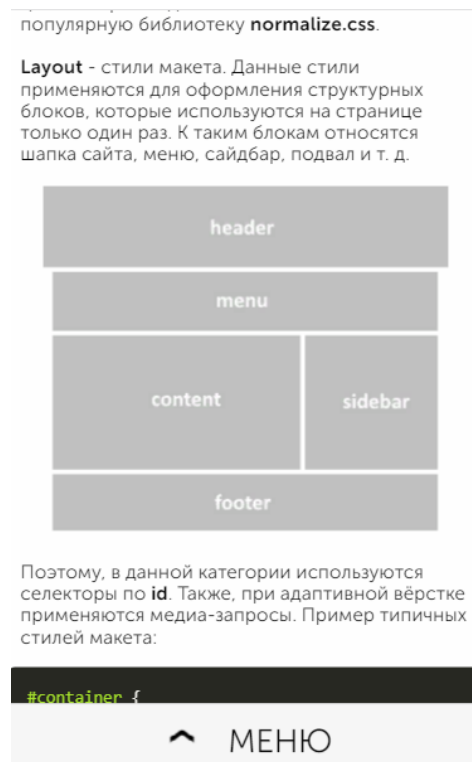 популярную библиотеку normalize.css.
Layout - стили макета. Данные стили
применяются для оформления структурных
блоков, которые используются на странице
только один раз. К таким блокам относятся
шапка сайта, меню, сайдбар, подвал и т. д.
header
menu
content
sidebar
footer
Поэтому, в данной категории используются
селекторы по id. Также, при адаптивной вёрстке
применяются медиа-запросы. Пример типичных
стилей макета:
#container {
МЕНЮ